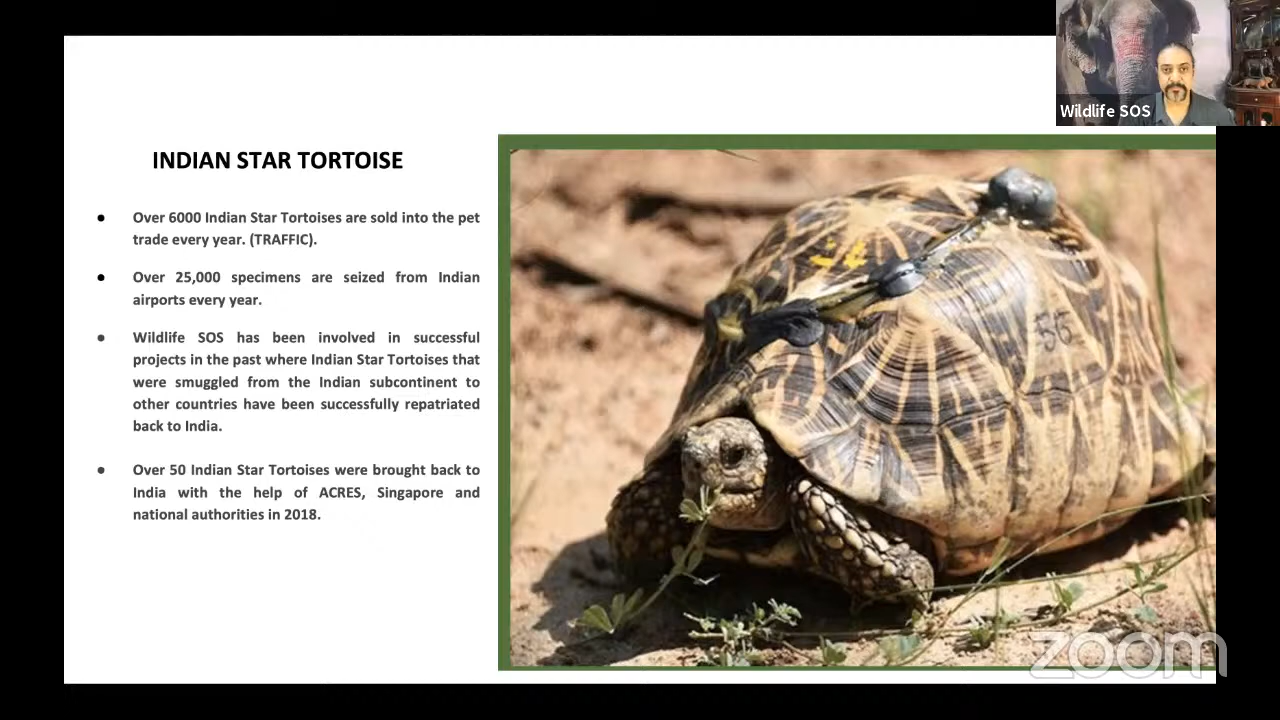 Wildlife SOS
INDIAN STAR TORTOISE
● Over 6000 Indian Star Tortoises are sold into the pet
trade every year. (TRAFFIC).
● Over 25,000 specimens are seized from Indian
airports every year.
● Wildlife SOS has been involved in successful
projects in the past where Indian Star Tortoises that
were smuggled from the Indian subcontinent to
other countries have been successfully repatriated
back to India.
● Over 50 Indian Star Tortoises were brought back to
India with the help of ACRES, Singapore and
national authorities in 2018.
56
zoom